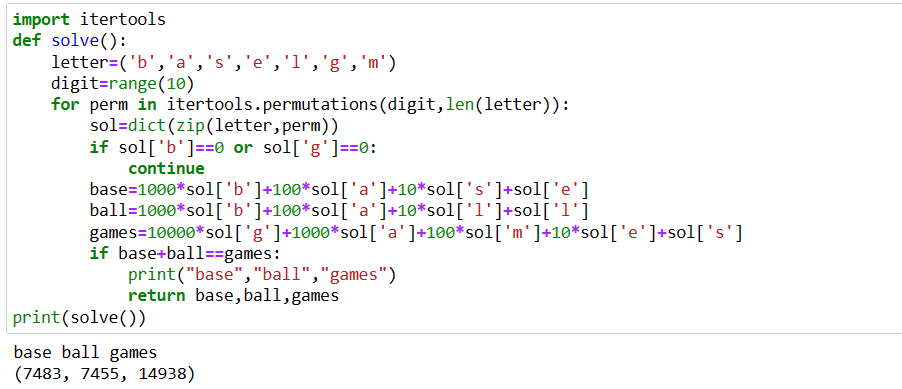 import itertools
def solve():
    letter=('b','a','s','e','l','g','m')
    digit=range(10)
    for perm in itertools.permutations(digit,len(letter)):
        sol=dict(zip(letter,perm))
        if sol['b']==0 or sol['g']==0:
            continue
        base=1000*sol['b']+100*sol['a']+10*sol['s']+sol['e']
        ball=1000*sol['b']+100*sol['a']+10*sol['l']+sol['l']
        games=10000*sol['g']+1000*sol['a']+100*sol['m']+10*sol['e']+sol['s']
        if base+ball==games:
            print("base","ball","games")
            return base,ball,games
print(solve())
base ball games
(7483, 7455, 14938)